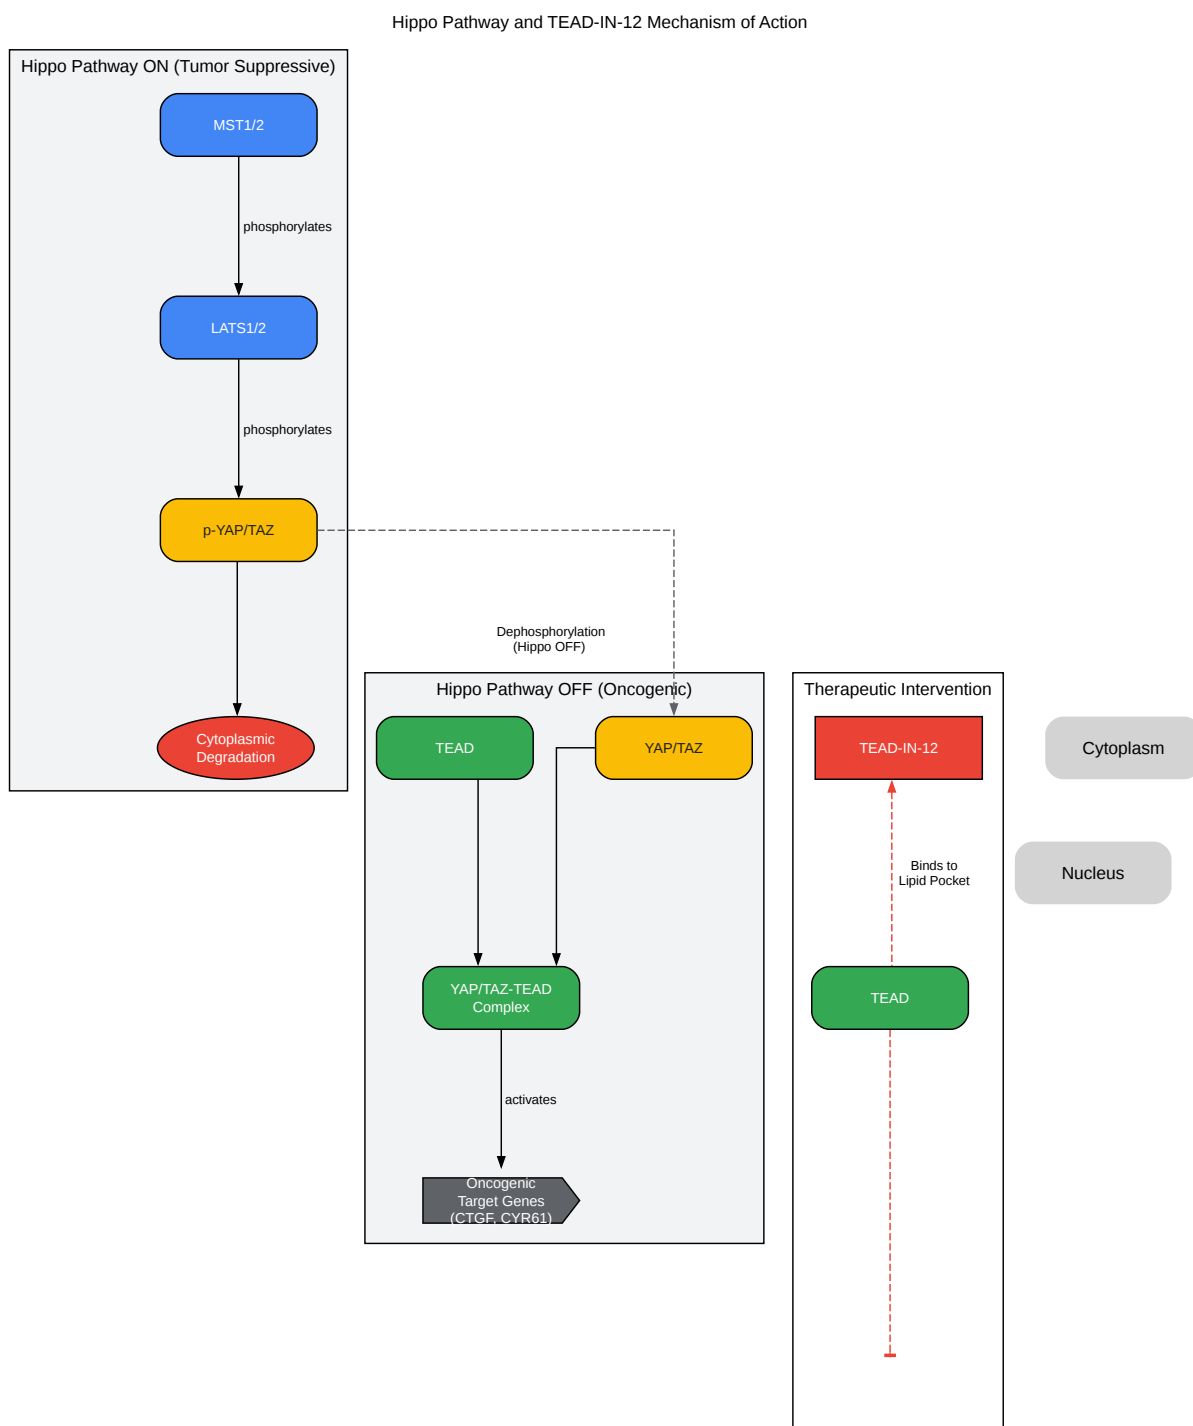 Hippo Pathway and TEAD-IN-12 Mechanism of Action
Hippo Pathway ON (Tumor Suppressive)
MST1/2
phosphorylates
LATS1/2
phosphorylates
p-YAP/TAZ
Cytoplasmic
Degradation
Dephosphorylation
(Hippo OFF)
Hippo Pathway OFF (Oncogenic)
TEAD
YAP/TAZ
YAP/TAZ-TEAD
Complex
activates
Oncogenic
Target Genes
(CTGF, CYR61)
Therapeutic Intervention
TEAD-IN-12
Binds to
Lipid Pocket
TEAD
Cytoplasm
Nucleus